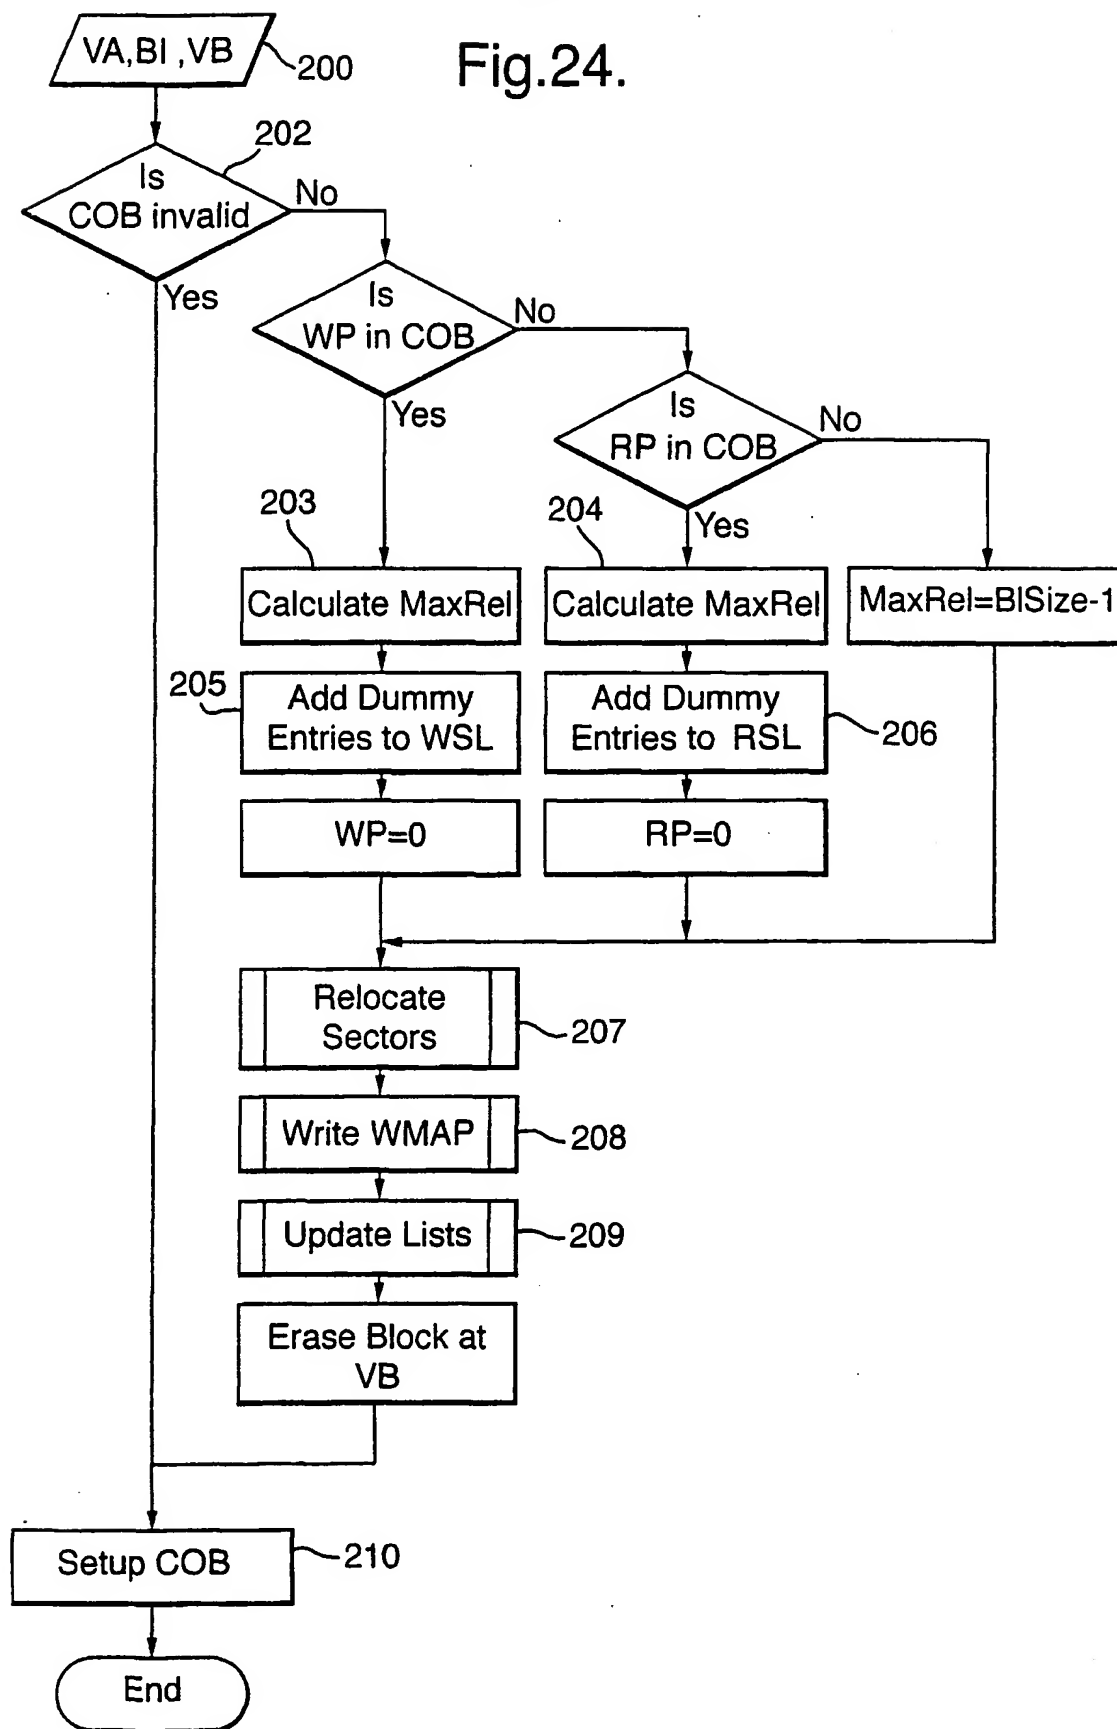 Fig.24.
VA,BI ,VB
200
202
Is
COB invalid
No
Yes
Is
WP in COB
No
Yes
Is
RP in COB
No
Yes
203
204
Calculate MaxRel
Calculate MaxRel
MaxRel=BISize-1
205
Add Dummy
Entries to WSL
Add Dummy
Entries to RSL
206
WP=0
RP=0
Relocate
Sectors
207
Write WMAP
208
Update Lists
209
Erase Block at
VB
Setup COB
210
End